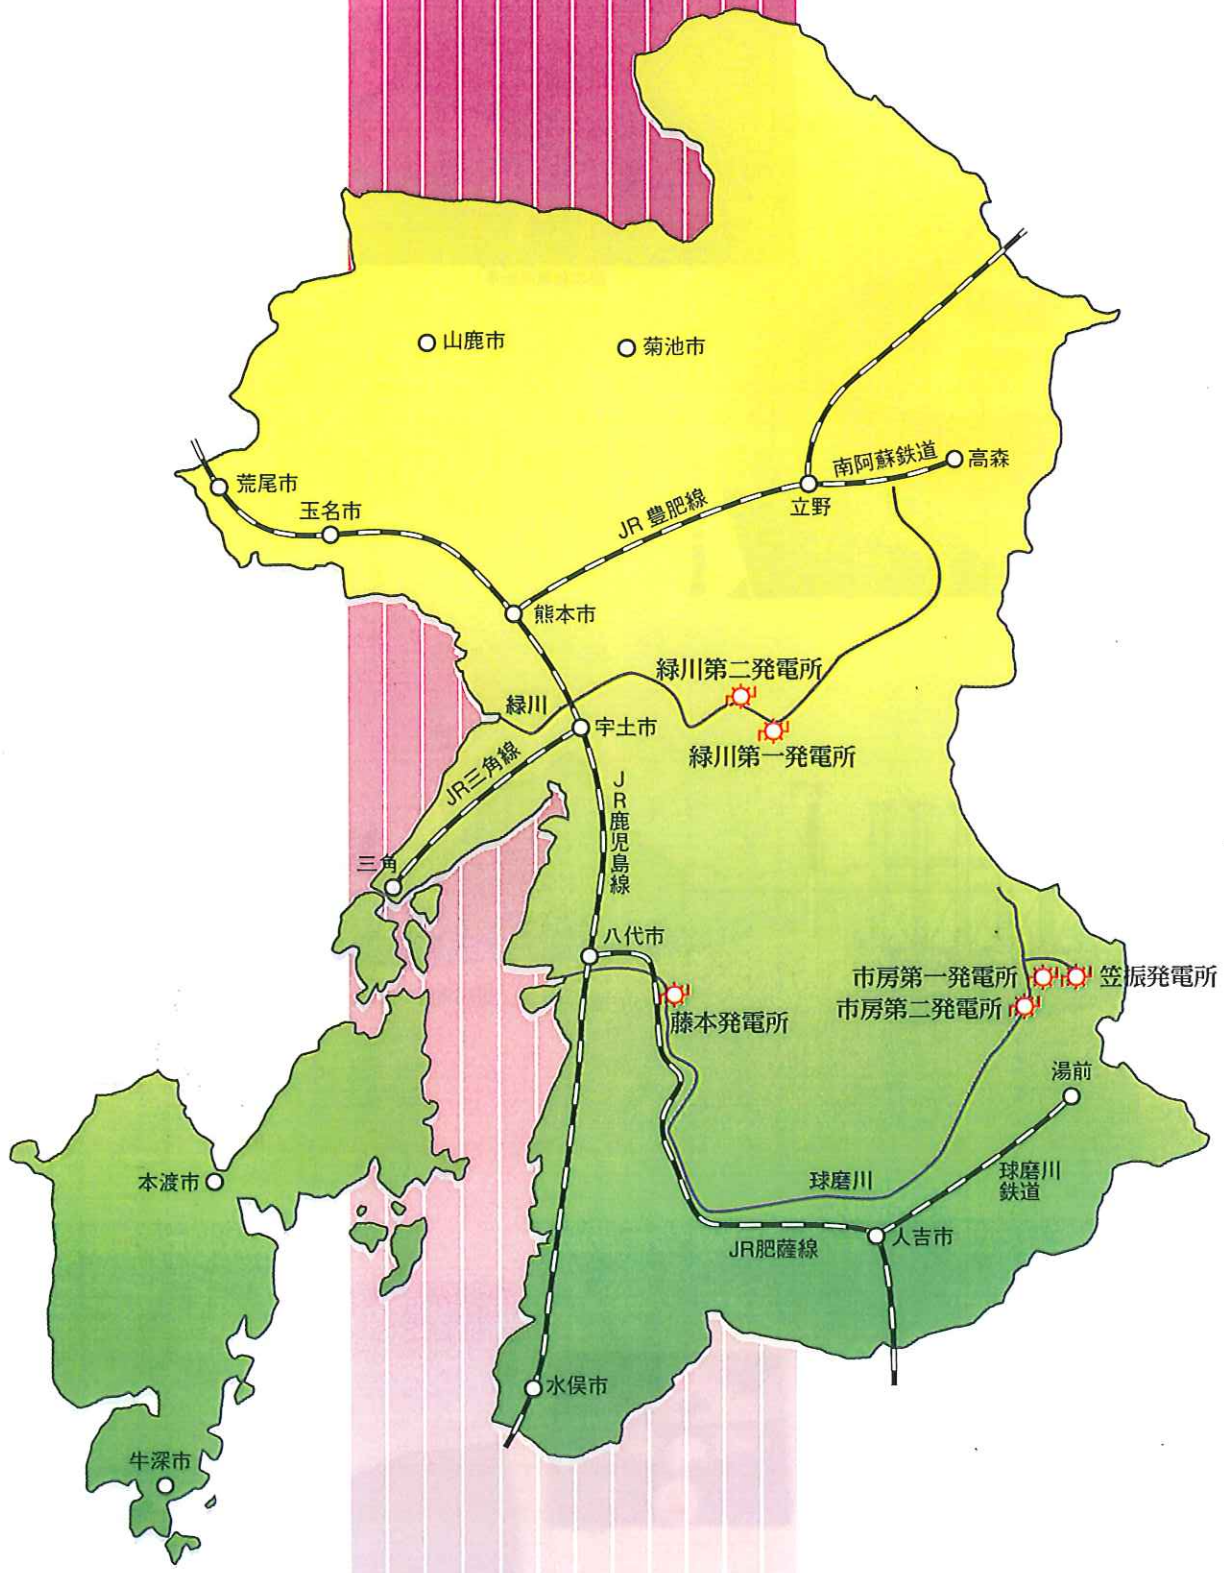 山鹿市
菊池市
荒尾市
玉名市
南阿蘇鉄道
高森
立野
JR 豊肥線
熊本市
緑川第二発電所
緑川
宇土市
緑川第一発電所
JR三角線
JR鹿児島線
三角
八代市
市房第一発電所
笠振発電所
市房第二発電所
藤本発電所
湯前
本渡市
球磨川
球磨川
鉄道
人吉市
JR肥薩線
水俣市
牛深市